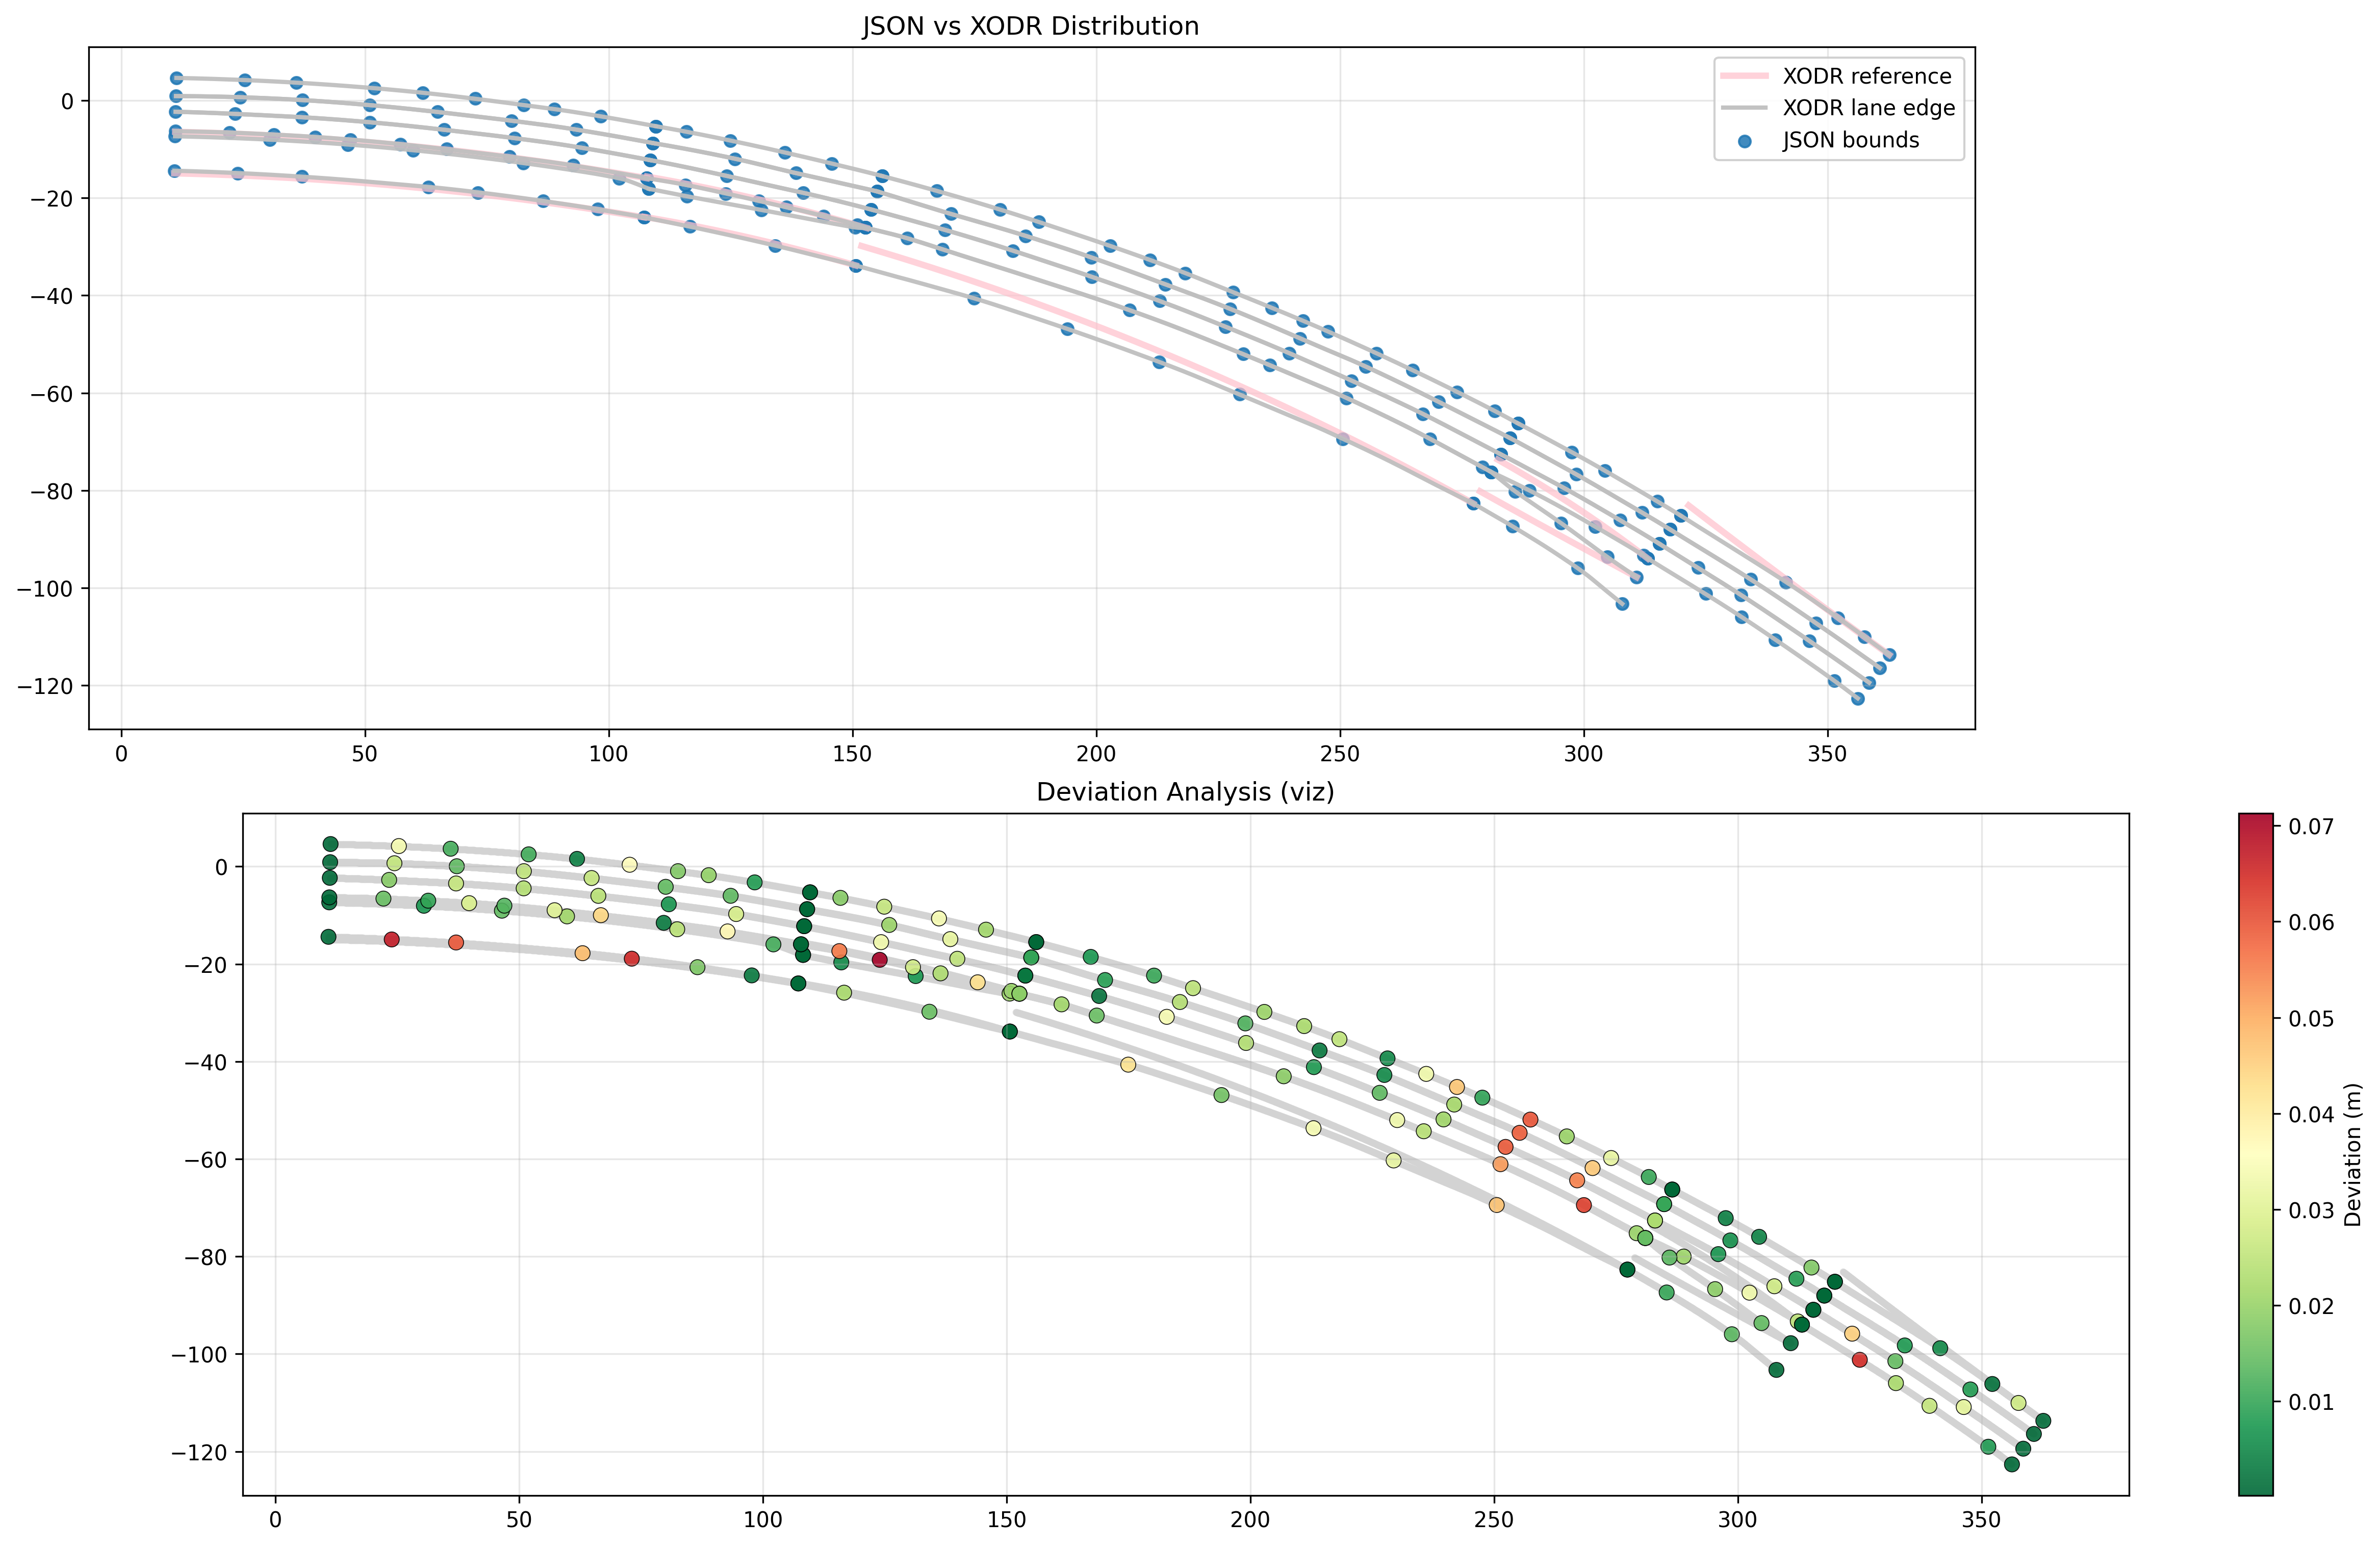 JSON vs XODR Distribution
XODR reference
XODR lane edge
JSON bounds
0
−20
−40
−60
−80
−100
−120
0 50 100 150 200 250 300 350
Deviation Analysis (viz)
0
−20
−40
−60
−80
−100
−120
0 50 100 150 200 250 300 350
0.07
0.06
0.05
0.04
0.03
0.02
0.01
Deviation (m)